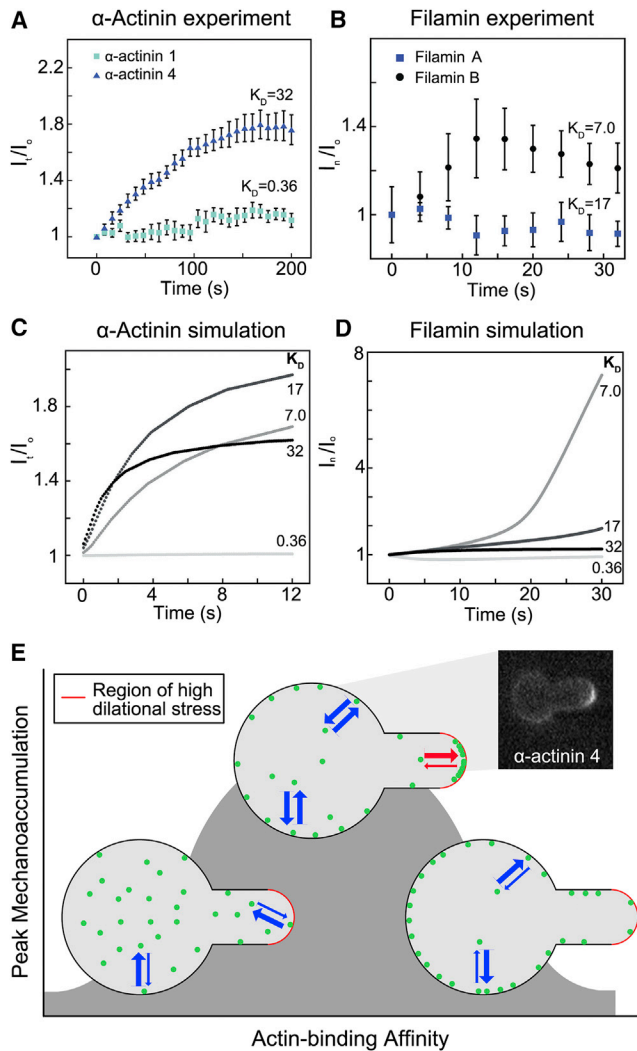 A
α-Actinin experiment
α-actinin 1
α-actinin 4
2.2
1.8
1.4
1
I_t/I_o
K_D=32
K_D=0.36
0
100
200
Time (s)
B
Filamin experiment
Filamin A
Filamin B
1.4
1
I_n/I_o
K_D=7.0
K_D=17
0
10
20
30
Time (s)
C
α-Actinin simulation
K_D
17
7.0
32
0.36
1.8
1.4
1
I_t/I_o
0
4
8
12
Time (s)
D
Filamin simulation
K_D
7.0
17
32
0.36
8
4
1
I_n/I_o
0
10
20
30
Time (s)
E
Region of high
dilational stress
α-actinin 4
Peak Mechanoaccumulation
Actin-binding Affinity